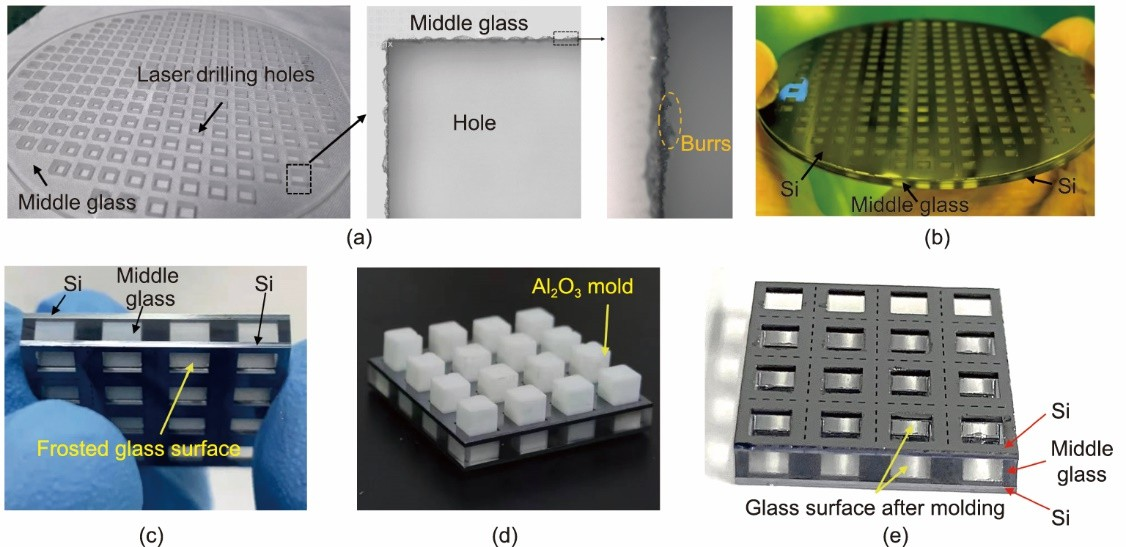 Laser drilling holes
Middle glass
Middle glass
Hole
Burrs
(a)
Si
Middle glass
Si
(b)
Si
Middle
glass
Si
Frosted glass surface
(c)
Al₂O₃ mold
(d)
Si
Middle
glass
Si
Glass surface after molding
(e)